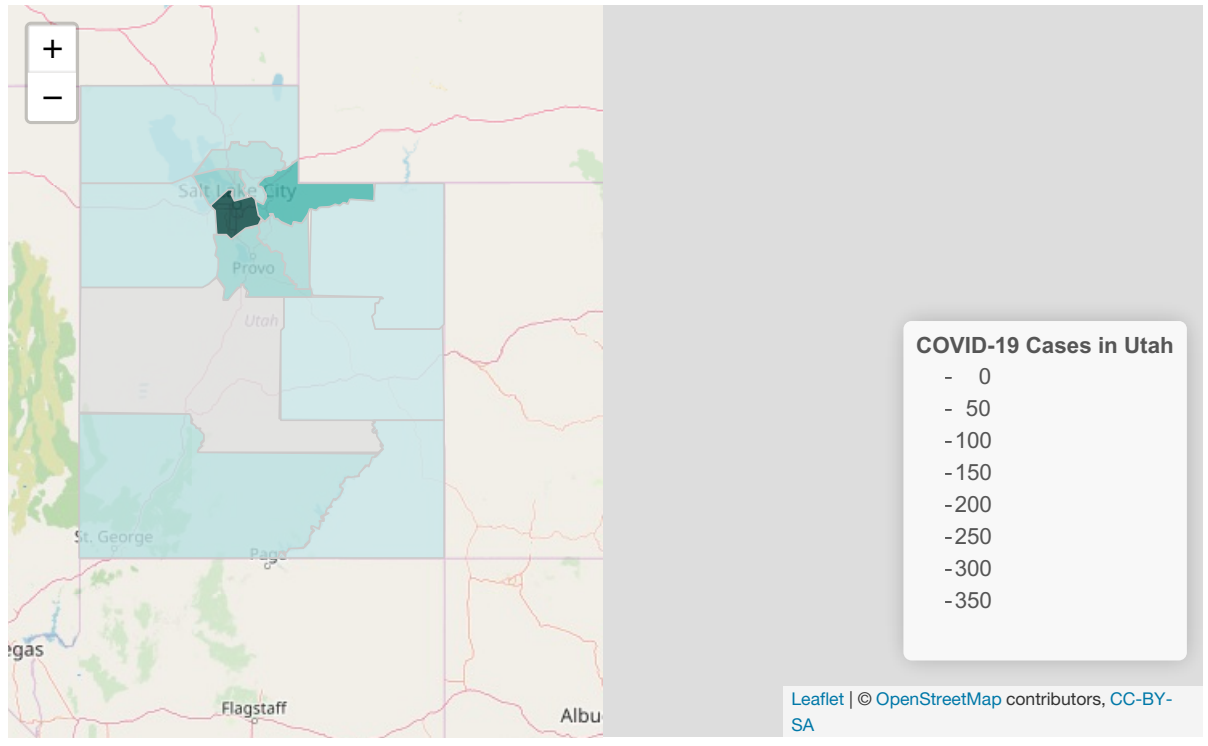 +
−
Salt Lake City
Provo
Utah
St. George
Page
egas
Flagstaff
Albu
COVID-19 Cases in Utah
- 0
- 50
-100
-150
-200
-250
-300
-350
Leaflet | © OpenStreetMap contributors, CC-BY-
SA